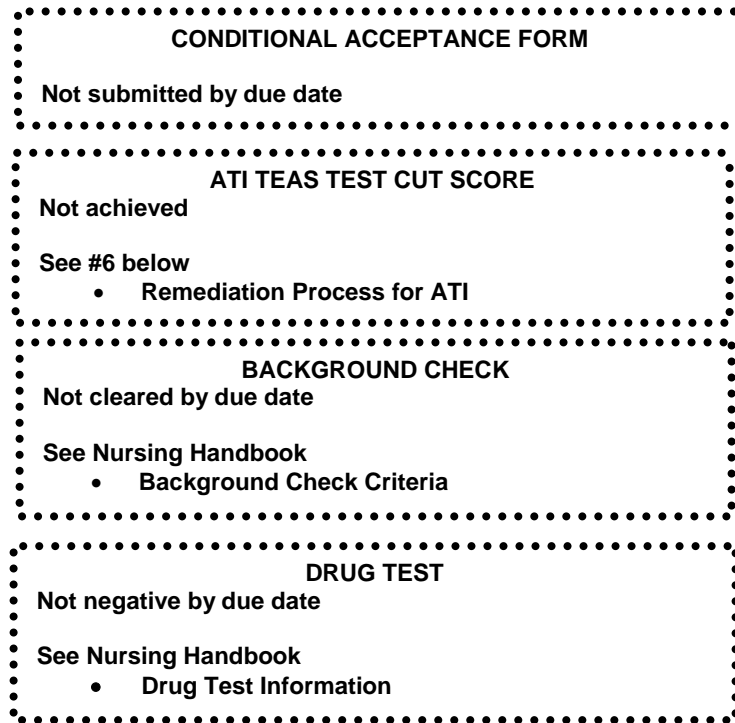 CONDITIONAL ACCEPTANCE FORM
Not submitted by due date
ATI TEAS TEST CUT SCORE
Not achieved
See #6 below
• Remediation Process for ATI
BACKGROUND CHECK
Not cleared by due date
See Nursing Handbook
• Background Check Criteria
DRUG TEST
Not negative by due date
See Nursing Handbook
• Drug Test Information